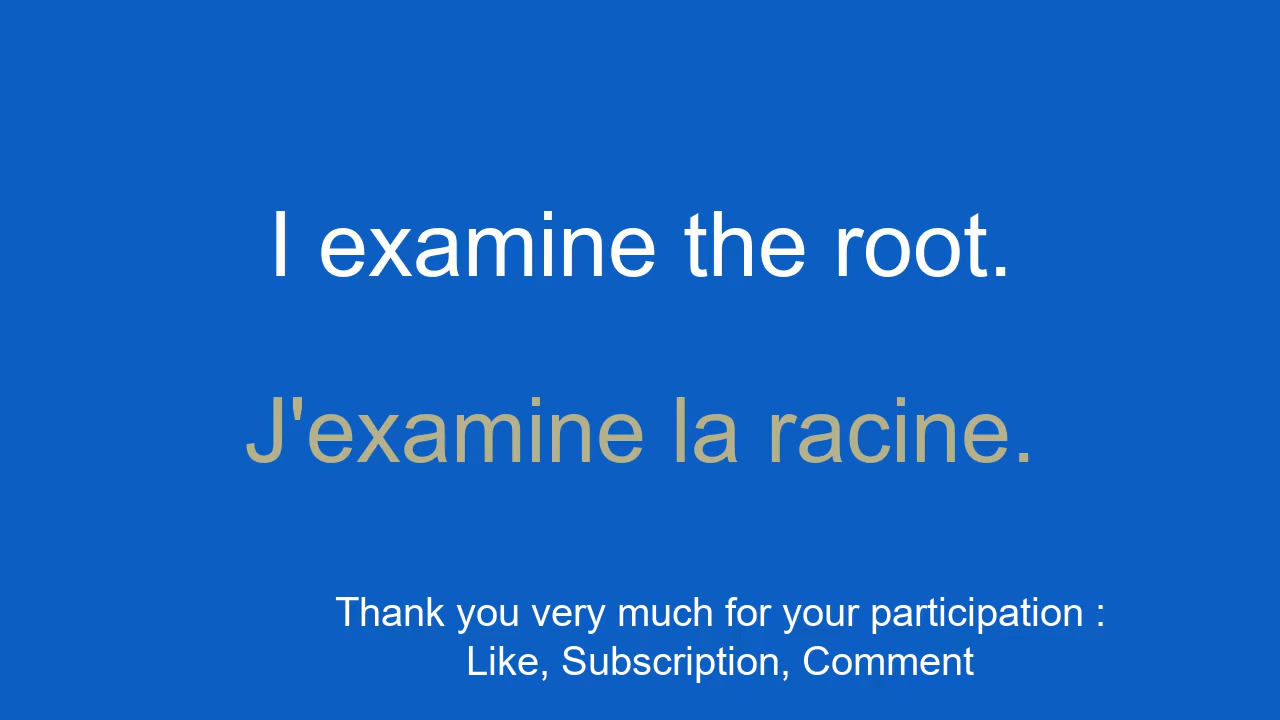 I examine the root.
J'examine la racine.
Thank you very much for your participation :
Like, Subscription, Comment